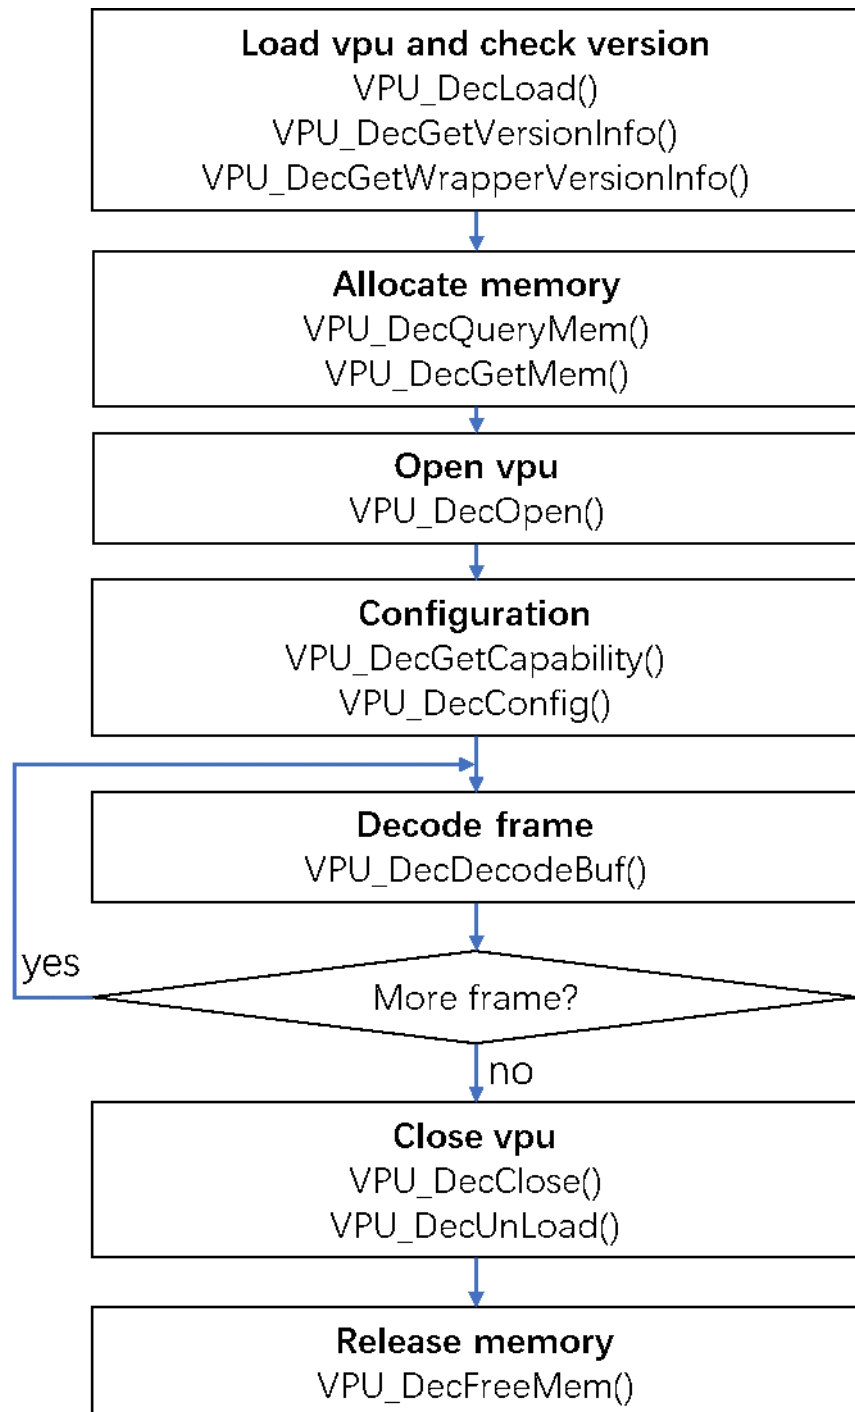 Load vpu and check version
VPU_DecLoad()
VPU_DecGetVersionInfo()
VPU_DecGetWrapperVersionInfo()
Allocate memory
VPU_DecQueryMem()
VPU_DecGetMem()
Open vpu
VPU_DecOpen()
Configuration
VPU_DecGetCapability()
VPU_DecConfig()
Decode frame
VPU_DecDecodeBuf()
yes
More frame?
no
Close vpu
VPU_DecClose()
VPU_DecUnLoad()
Release memory
VPU_DecFreeMem()